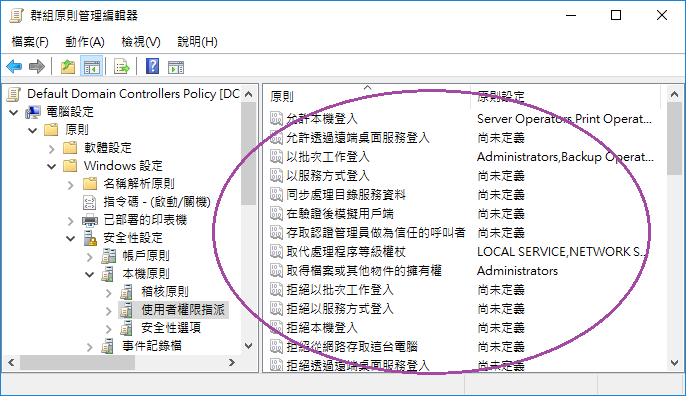 群組原則管理編輯器
檔案(F) 動作(A) 檢視(V) 說明(H)
Default Domain Controllers Policy [DC
電腦設定
原則
軟體設定
Windows 設定
名稱解析原則
指令碼 - (啟動/關機)
已部署的印表機
安全性設定
帳戶原則
本機原則
稽核原則
使用者權限指派
安全性選項
事件記錄檔
原則 原則設定
允許本機登入 Server Operators,Print Operat...
允許透過遠端桌面服務登入 尚未定義
以批次工作登入 Administrators,Backup Operat...
以服務方式登入 尚未定義
同步處理目錄服務資料 尚未定義
在驗證後模擬用戶端 尚未定義
存取認證管理員做為信任的呼叫者 尚未定義
取代處理程序等級權杖 LOCAL SERVICE,NETWORK S...
取得檔案或其他物件的擁有權 Administrators
拒絕以批次工作登入 尚未定義
拒絕以服務方式登入 尚未定義
拒絕本機登入 尚未定義
拒絕從網路存取這台電腦 尚未定義
拒絕透過遠端桌面服務登入 尚未定義